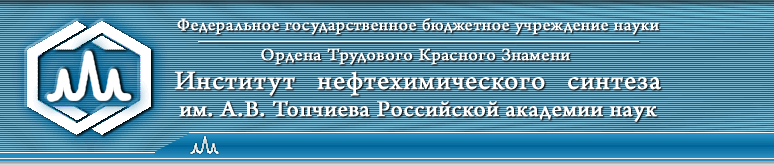 Федеральное государственное бюджетное учреждение науки
Ордена Трудового Красного Знамени
Институт нефтехимического синтеза
им. А.В. Топчиева Российской академии наук